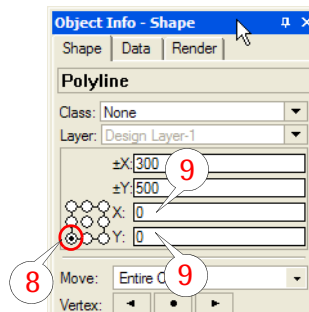 Object Info - Shape
Shape Data Render
Polyline
Class: None
Layer: Design Layer-1
±X: 300
9
±Y: 500
X: 0
Y: 0
8
9
Move: Entire
Vertex: